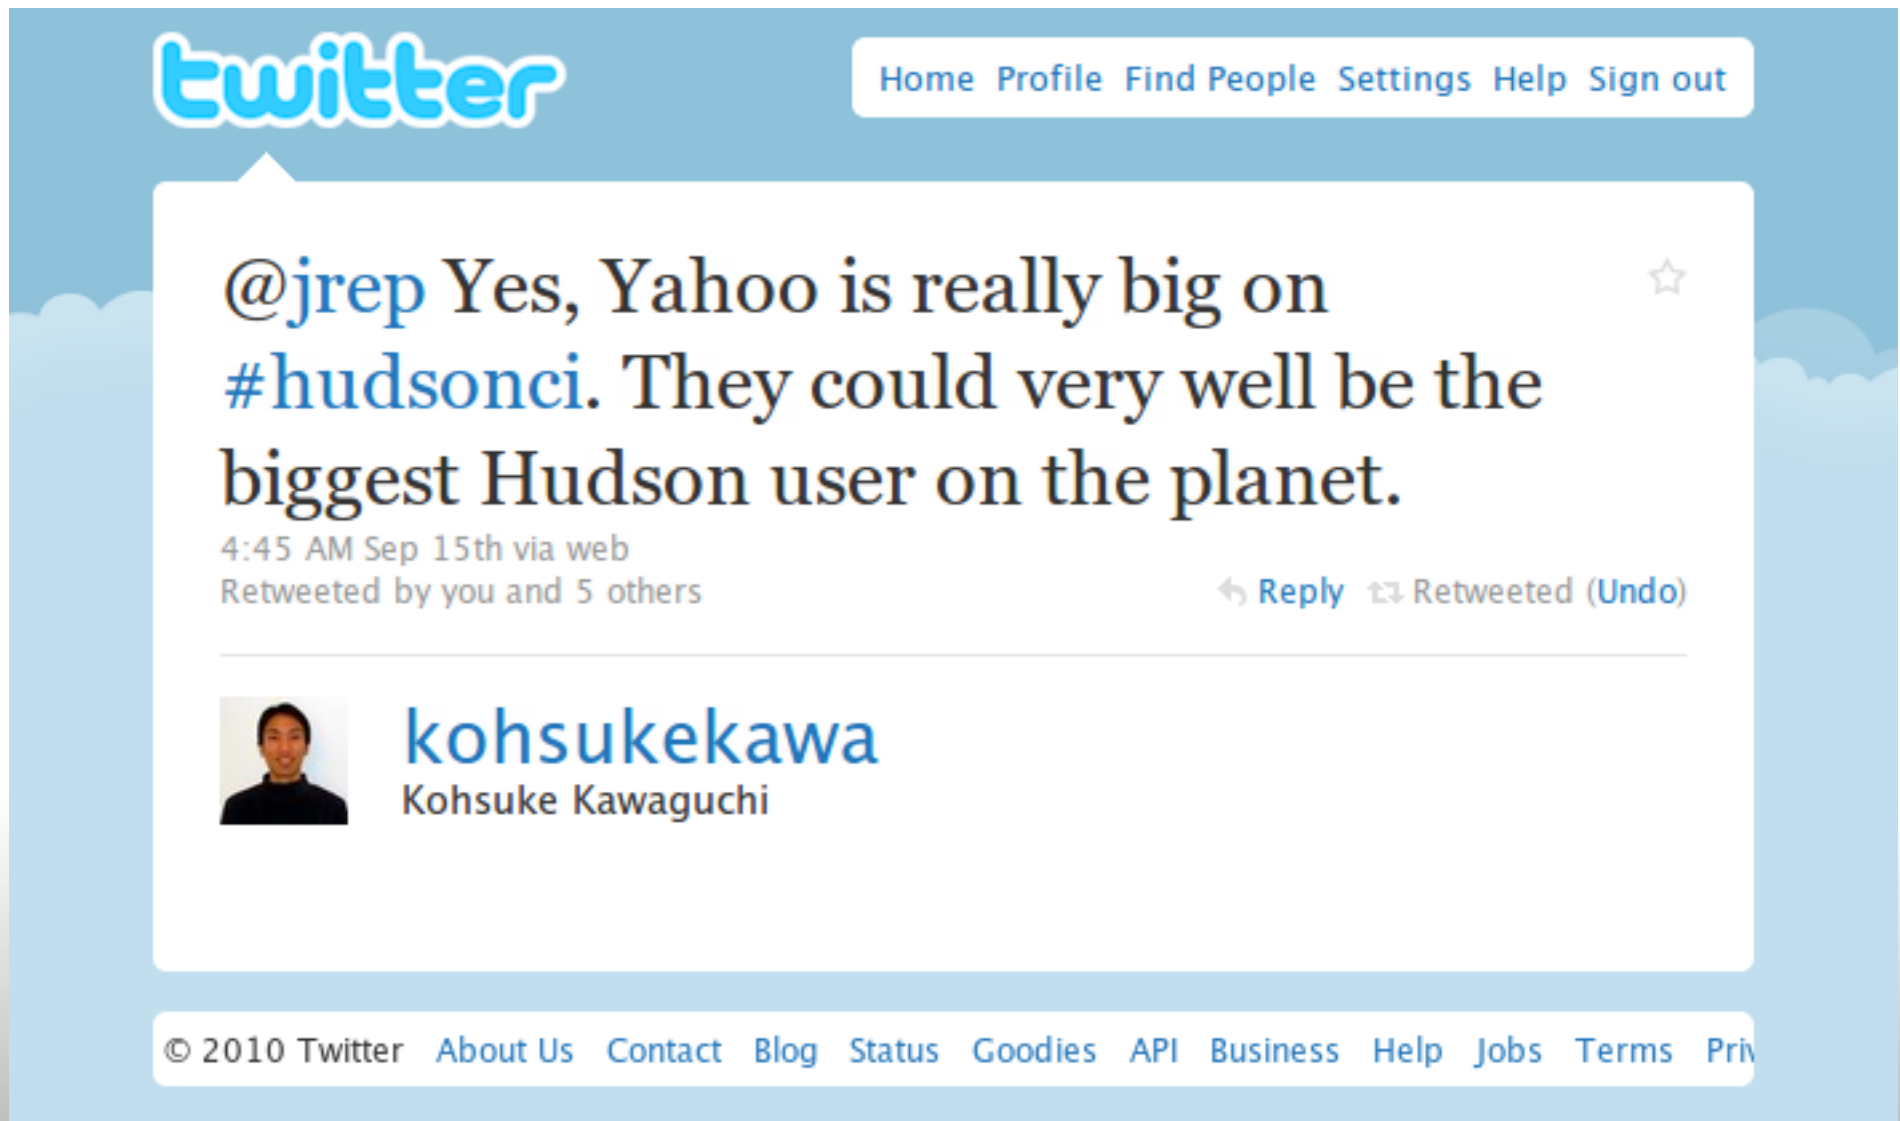 twitter
Home Profile Find People Settings Help Sign out
@jrep Yes, Yahoo is really big on
#hudsonci. They could very well be the
biggest Hudson user on the planet.
4:45 AM Sep 15th via web
Retweeted by you and 5 others
Reply Retweeted (Undo)
kohsukekawa
Kohsuke Kawaguchi
© 2010 Twitter About Us Contact Blog Status Goodies API Business Help Jobs Terms Priv